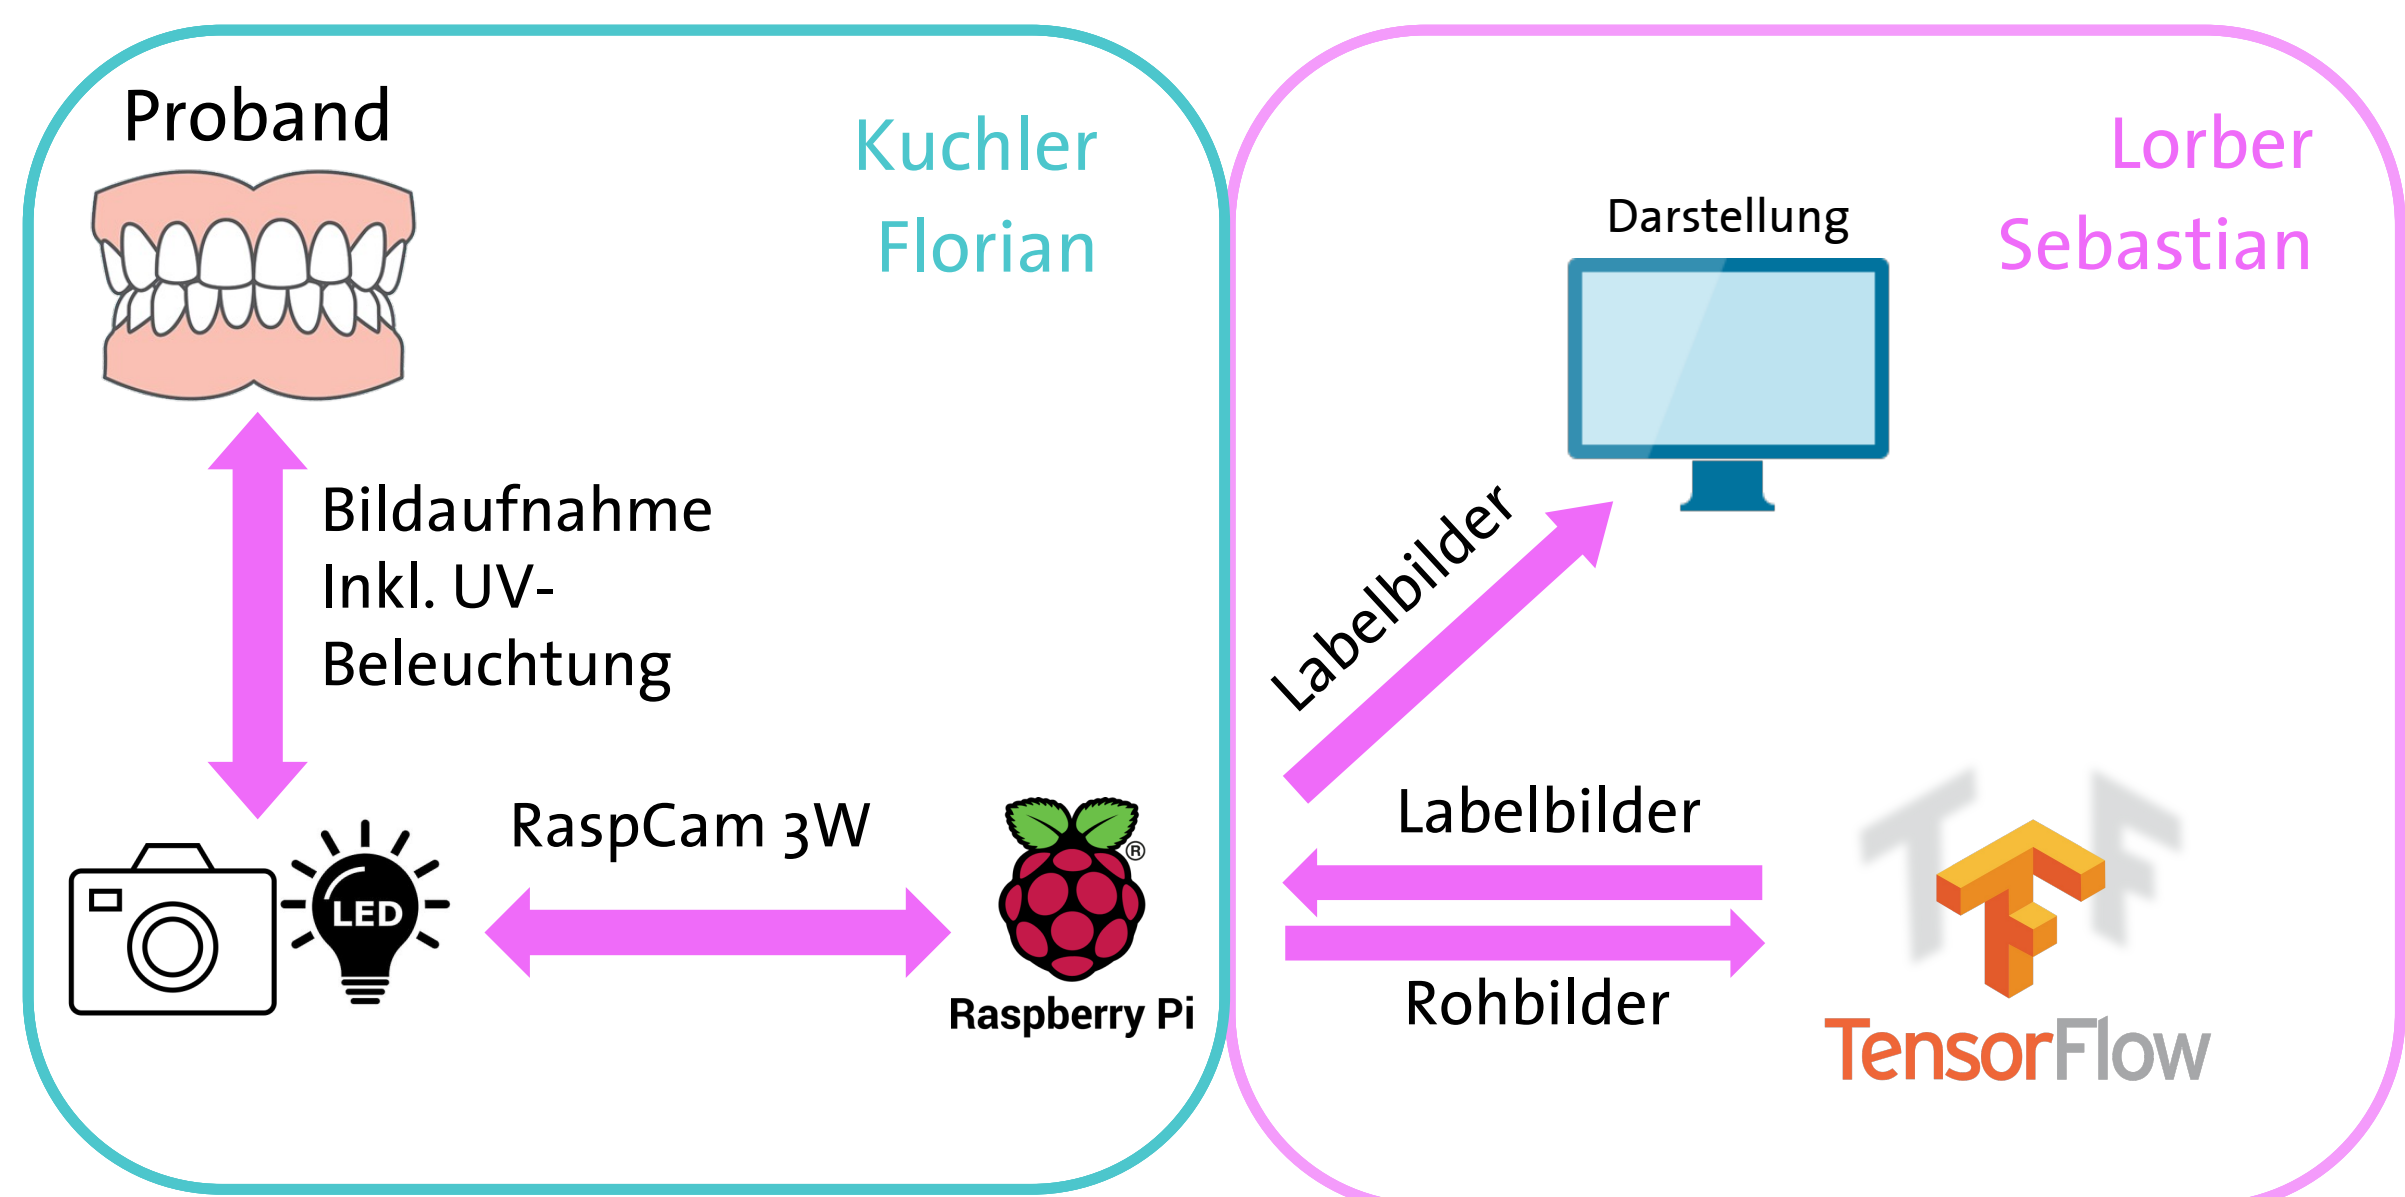 Proband
Kuchler
Florian
Bildaufnahme
Inkl. UV-
Beleuchtung
LED
RaspCam 3W
®
Raspberry Pi
Lorber
Sebastian
Darstellung
Labelbilder
Labelbilder
Rohbilder
TensorFlow